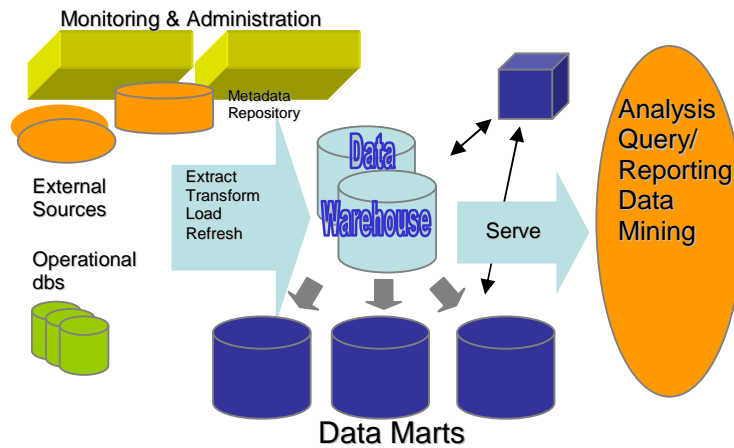 Monitoring & Administration
Metadata
Repository
External
Sources
Extract
Transform
Load
Refresh
Data
Warehouse
Serve
Analysis
Query/
Reporting
Data
Mining
Operational
dbs
Data Marts